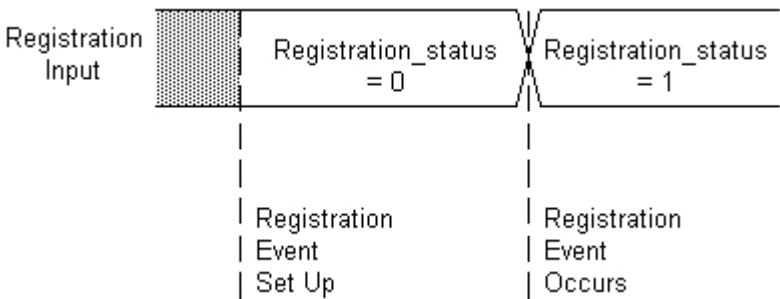 Registration
Input
Registration_status
= 0
Registration_status
= 1
Registration
Event
Set Up
Registration
Event
Occurs